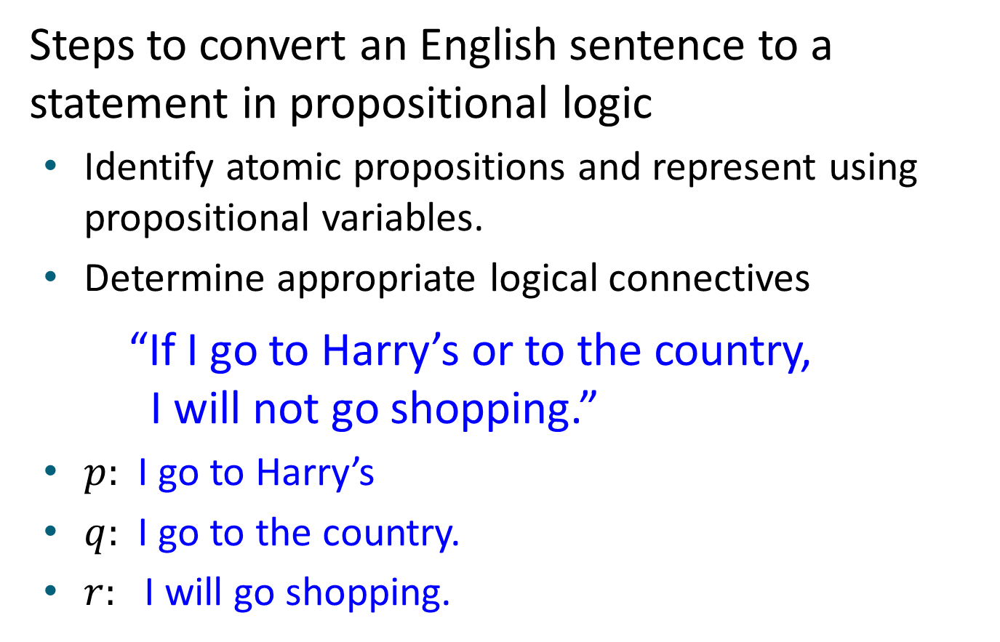 Steps to convert an English sentence to a
statement in propositional logic
• Identify atomic propositions and represent using
propositional variables.
• Determine appropriate logical connectives
“If I go to Harry’s or to the country,
I will not go shopping.”
• p: I go to Harry’s
• q: I go to the country.
• r: I will go shopping.